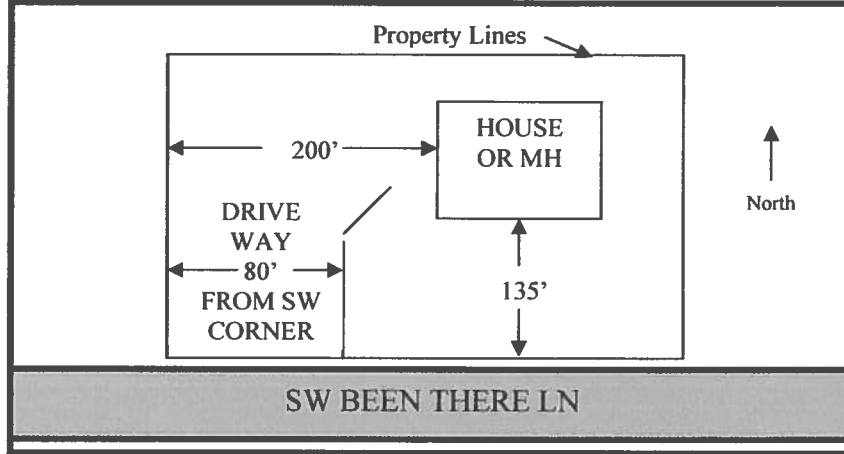 Property Lines
HOUSE
OR MH
200'
North
DRIVE
WAY
80'
FROM SW
CORNER
135'
SW BEEN THERE LN